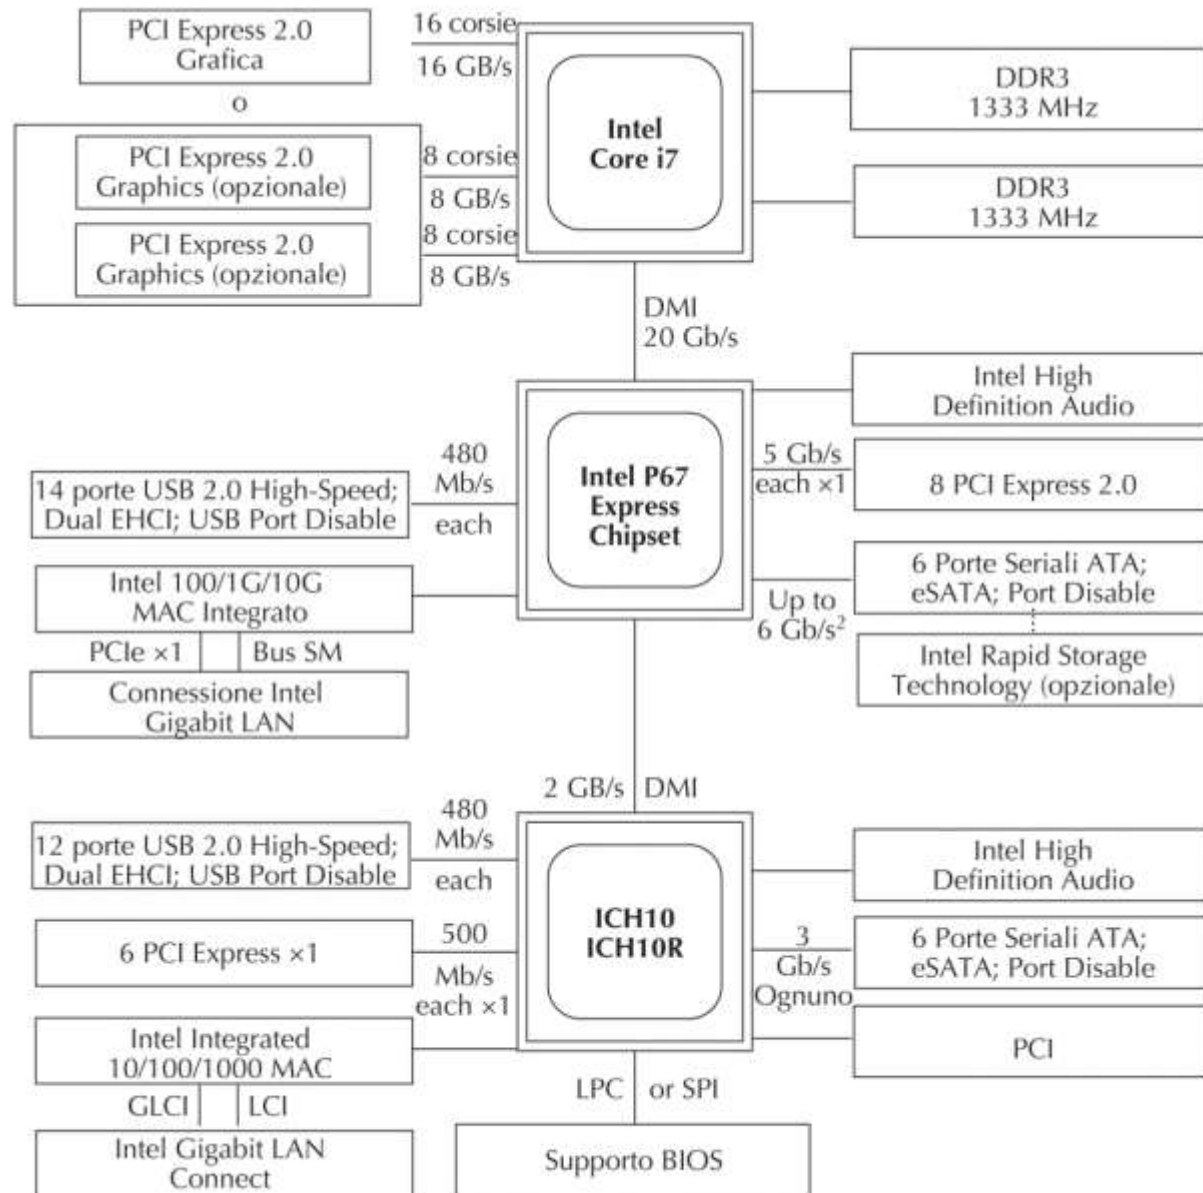 PCI Express 2.0
Grafica
o
PCI Express 2.0
Graphics (opzionale)
PCI Express 2.0
Graphics (opzionale)
16 corsie
16 GB/s
8 corsie
8 GB/s
8 corsie
8 GB/s
Intel
Core i7
DDR3
1333 MHz
DDR3
1333 MHz
DMI
20 Gb/s
14 porte USB 2.0 High-Speed;
Dual EHCI; USB Port Disable
480
Mb/s
each
Intel 100/1G/10G
MAC Integrato
PCIe ×1
Bus SM
Connessione Intel
Gigabit LAN
Intel P67
Express
Chipset
Intel High
Definition Audio
5 Gb/s
each ×1
8 PCI Express 2.0
Up to
6 Gb/s²
6 Porte Seriali ATA;
eSATA; Port Disable
Intel Rapid Storage
Technology (opzionale)
2 GB/s
DMI
12 porte USB 2.0 High-Speed;
Dual EHCI; USB Port Disable
480
Mb/s
each
6 PCI Express ×1
500
Mb/s
each ×1
Intel Integrated
10/100/1000 MAC
GLCI
LCI
Intel Gigabit LAN
Connect
ICH10
ICH10R
Intel High
Definition Audio
3
Gb/s
Ognuno
6 Porte Seriali ATA;
eSATA; Port Disable
PCI
LPC
or SPI
Supporto BIOS